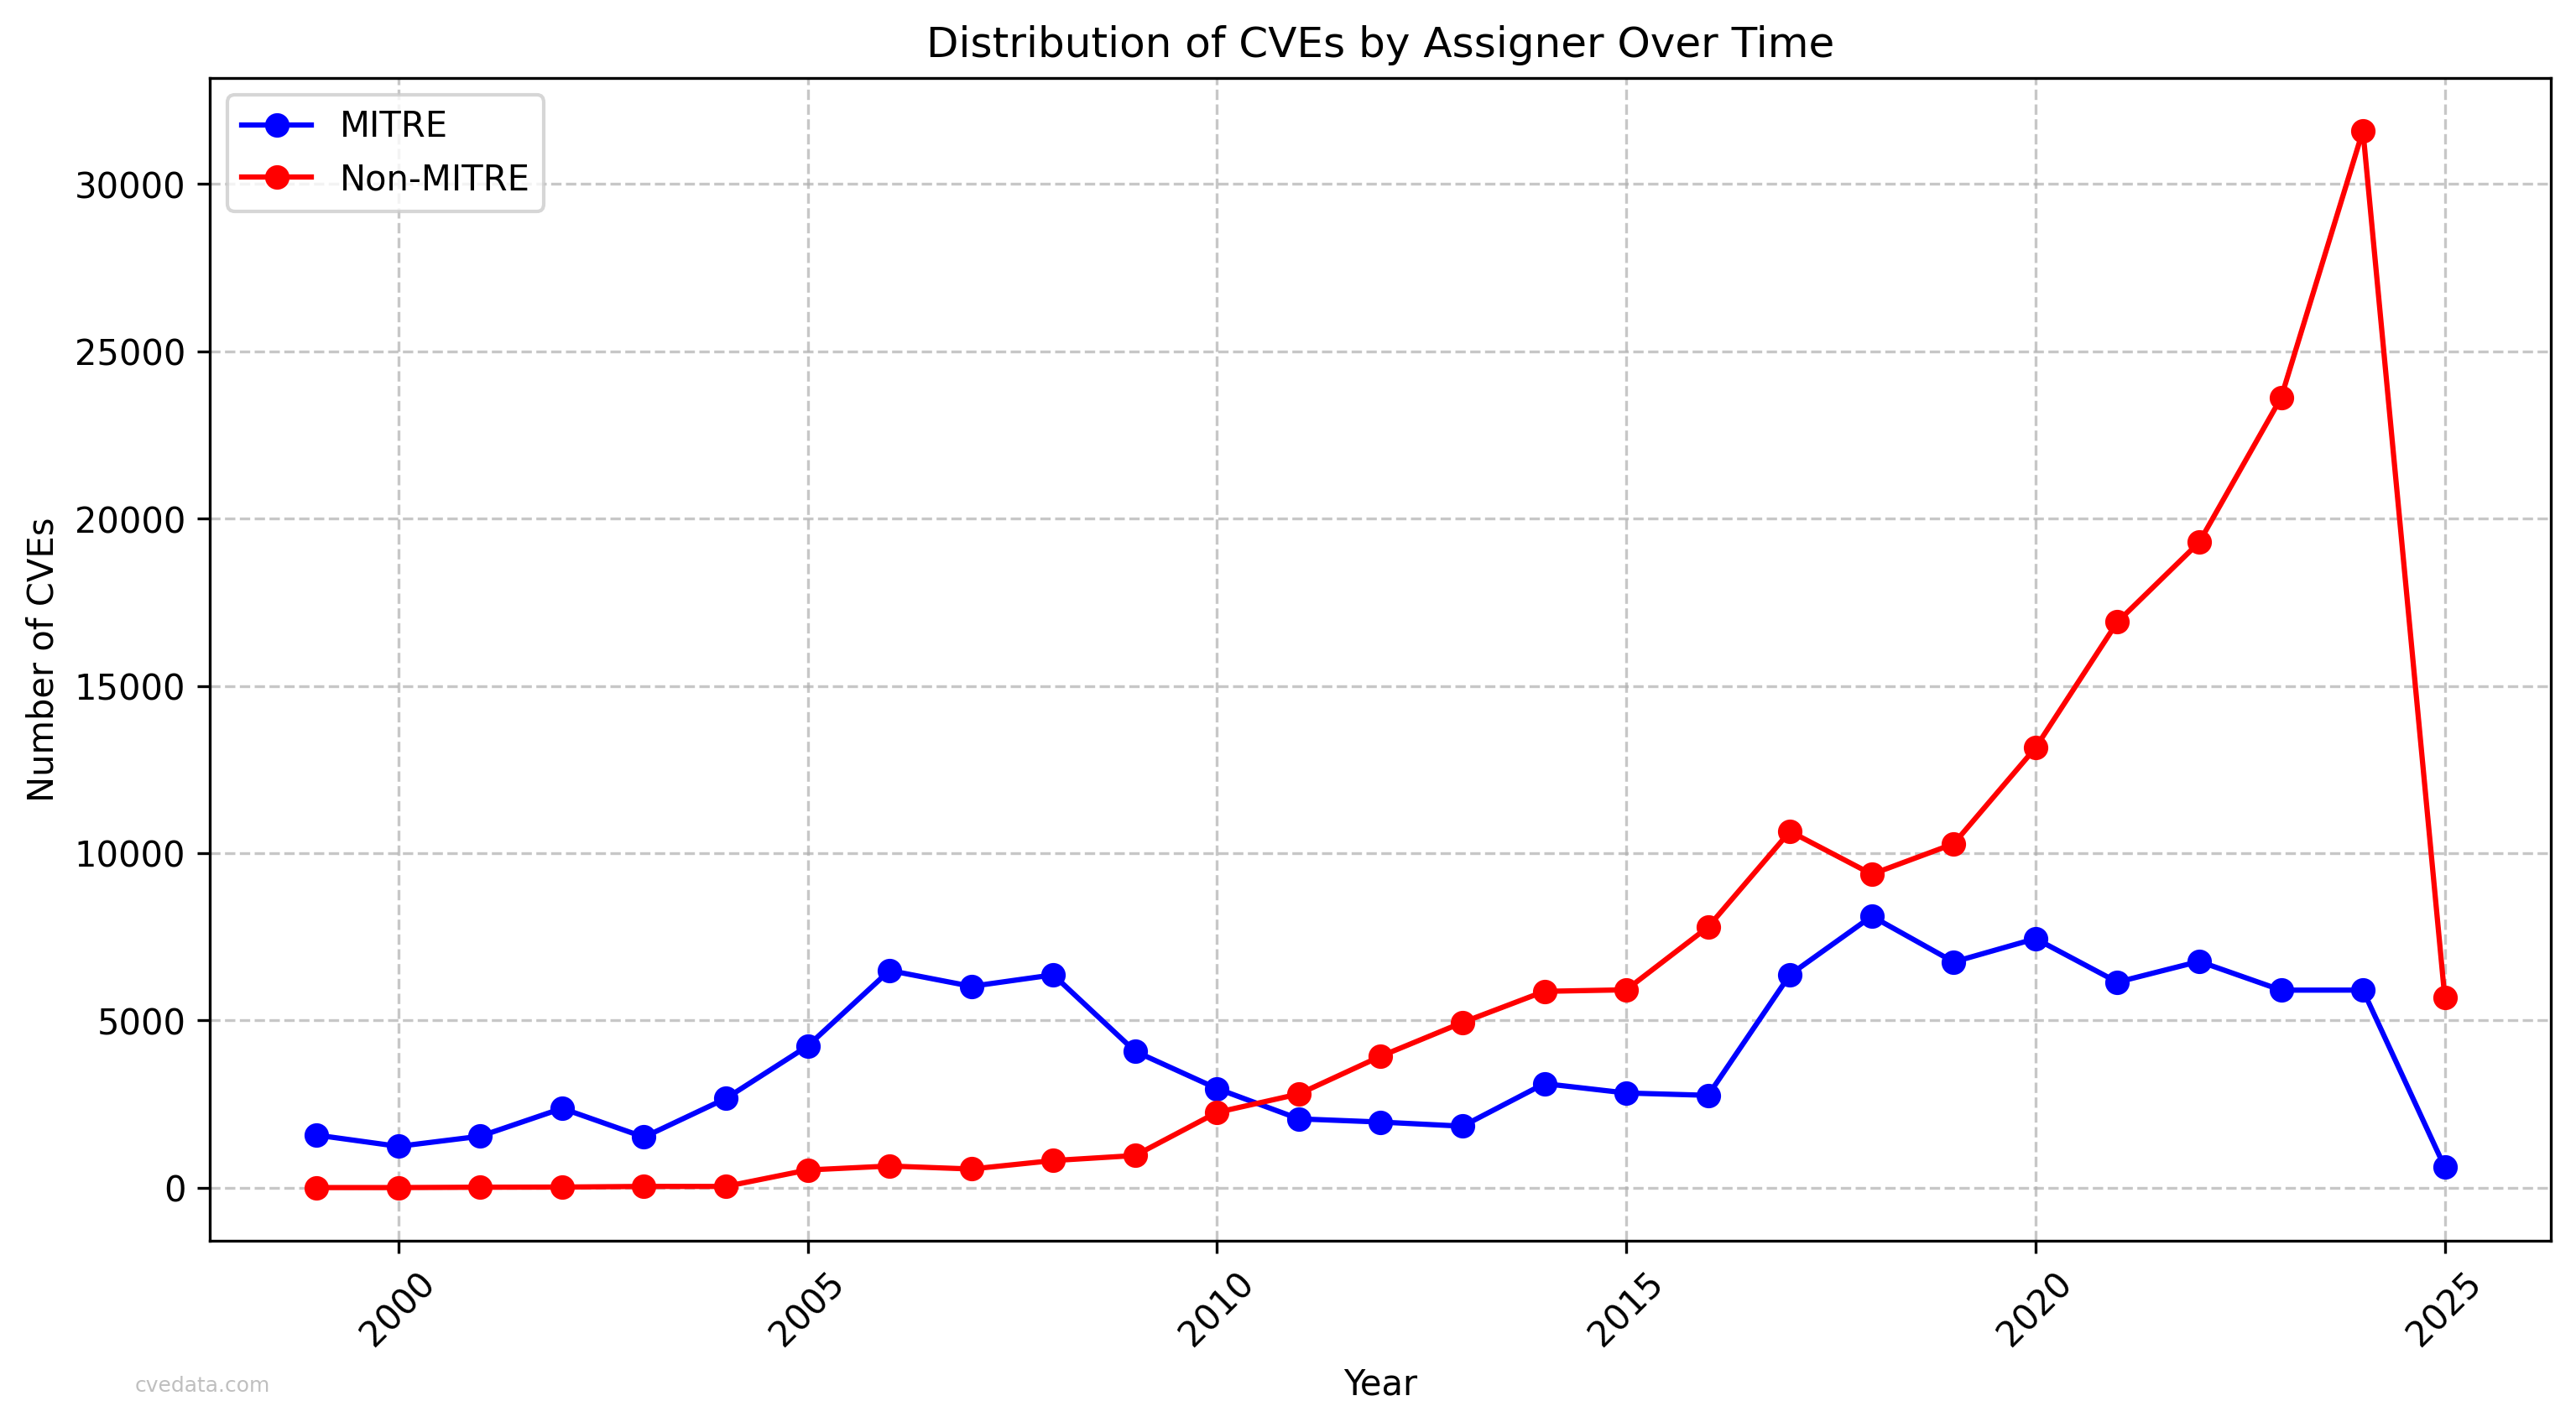 Distribution of CVEs by Assigner Over Time
MITRE
Non-MITRE
Number of CVEs
30000
25000
20000
15000
10000
5000
0
2000
2005
2010
2015
2020
2025
Year
cvedata.com